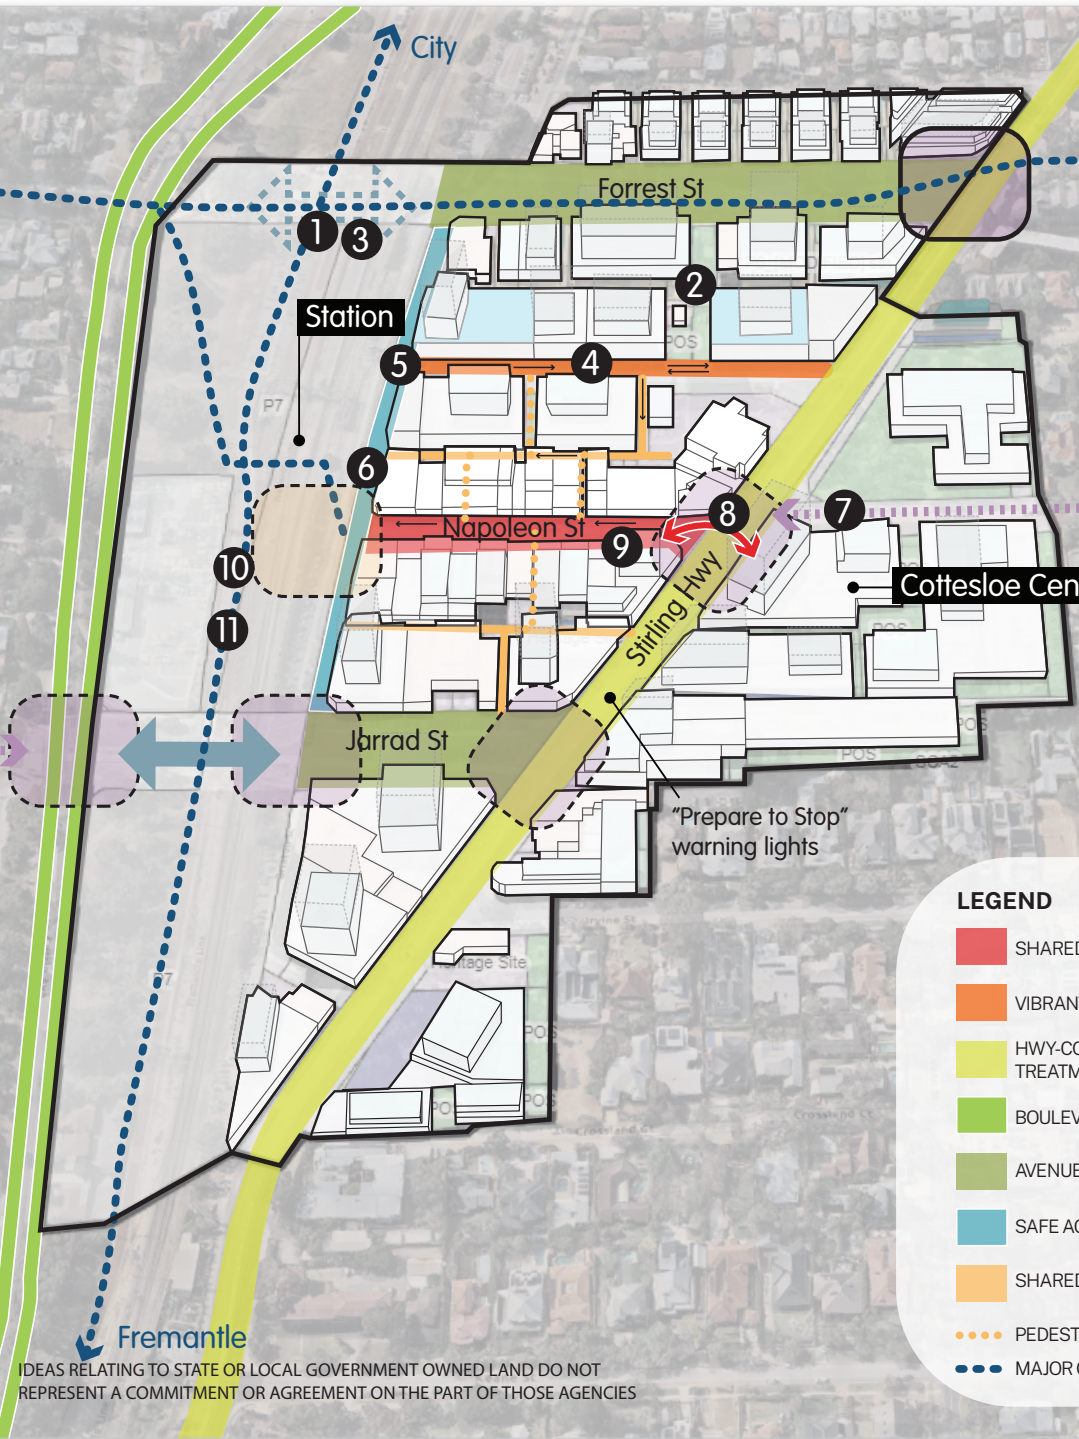 City
Forrest St
1
3
2
Station
POS
5
4
P7
6
7
8
Napoleon St
9
10
Cottesloe Cen
11
Stirling Hwy
POS
Jarrad St
POS
POS
"Prepare to Stop"
warning lights
LEGEND
SHARED
VIBRAN
HWY-CO
TREATM
BOULEV
AVENUE
SAFE AC
SHARED
PEDEST
MAJOR
Heritage Site
P7
POS
POS
PO
Fremantle
IDEAS RELATING TO STATE OR LOCAL GOVERNMENT OWNED LAND DO NOT
REPRESENT A COMMITMENT OR AGREEMENT ON THE PART OF THOSE AGENCIES